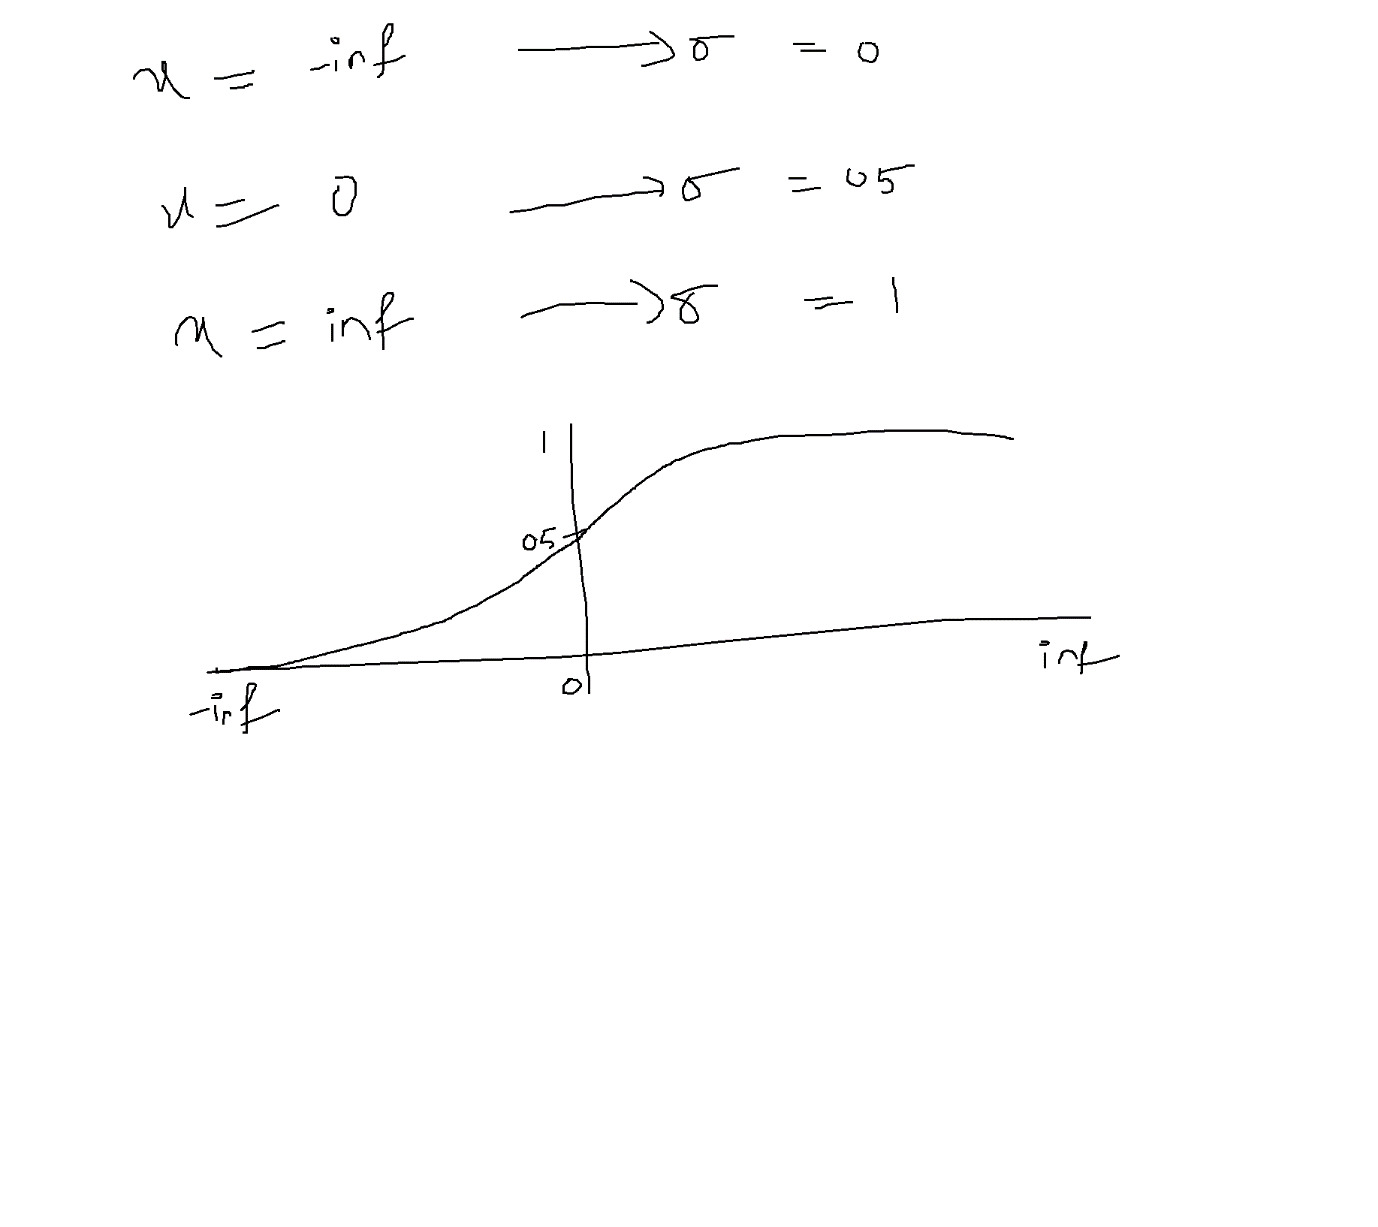 x = -inf → σ = 0
x = 0 → σ = 05
x = inf → σ = 1
1
05
inf
0
-inf